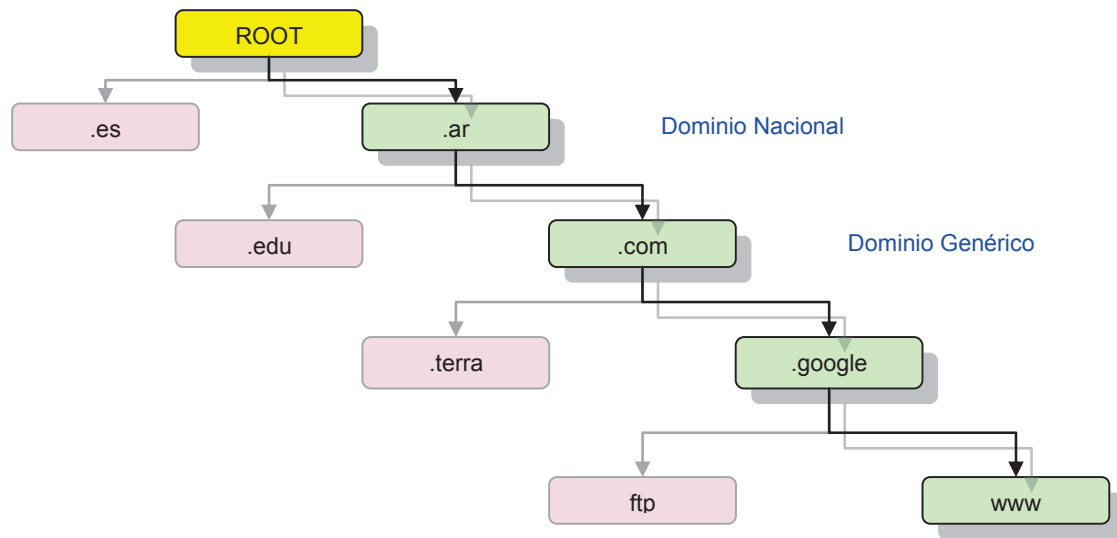 ROOT
.es
.ar
Dominio Nacional
.edu
.com
Dominio Genérico
.terra
.google
ftp
www